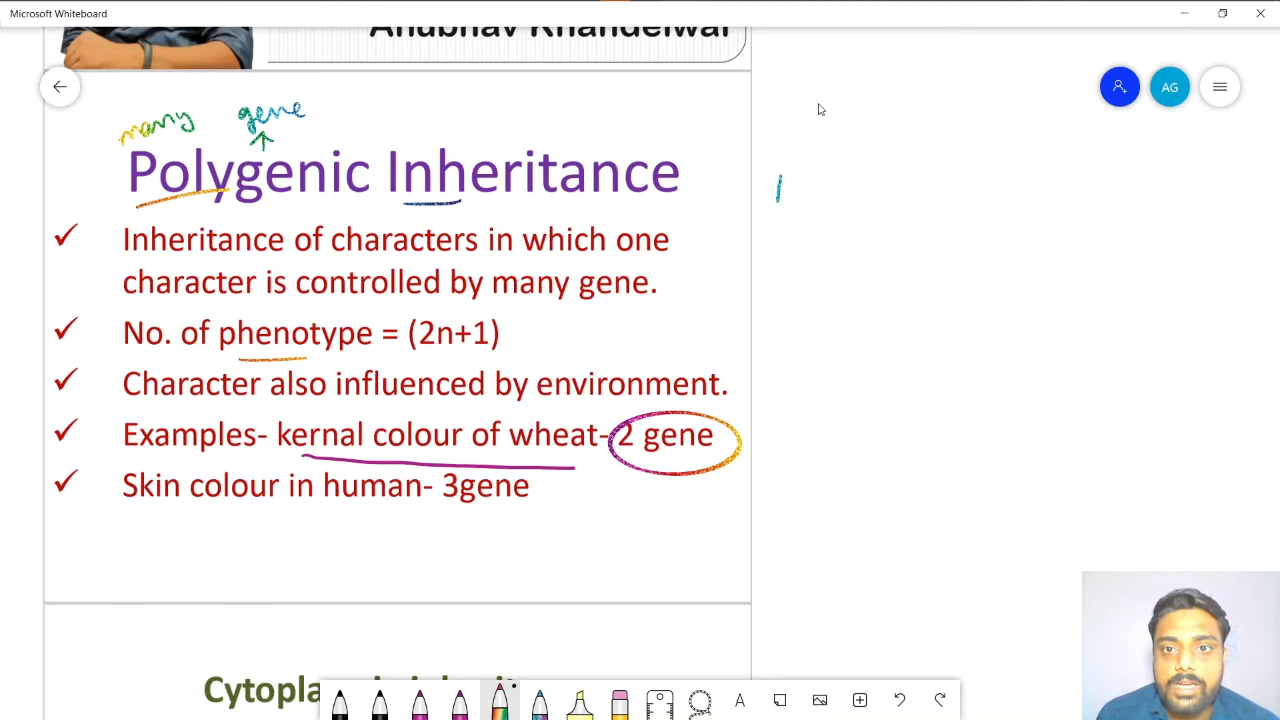 Microsoft Whiteboard
Anubhav Khandelwal
AG
many gene
Polygenic Inheritance
✓ Inheritance of characters in which one
character is controlled by many gene.
✓ No. of phenotype = (2n+1)
✓ Character also influenced by environment.
✓ Examples- kernal colour of wheat- 2 gene
✓ Skin colour in human- 3gene
A